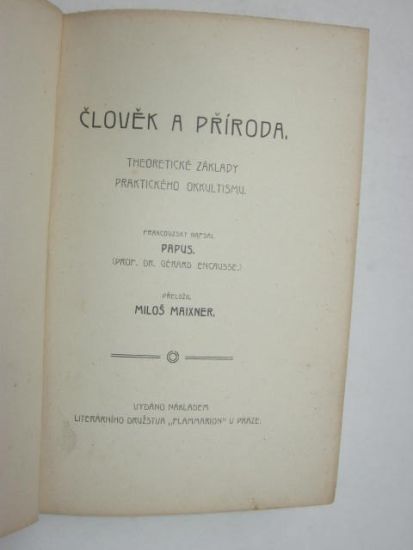 ČLOVĚK A PŘÍRODA.
THEORETICKÉ ZÁKLADY
PRAKTICKÉHO OKKULTISMU.
FRANCOUZSKY NAPSAL
PAPUS.
(PROF. DR. GÉRARD ENCAUSSE.)
PŘELOŽIL
MILOŠ MAIXNER.
VYDÁNO NÁKLADEM
LITERÁRNÍHO DRUŽSTVA „FLAMMARION" V PRAZE.